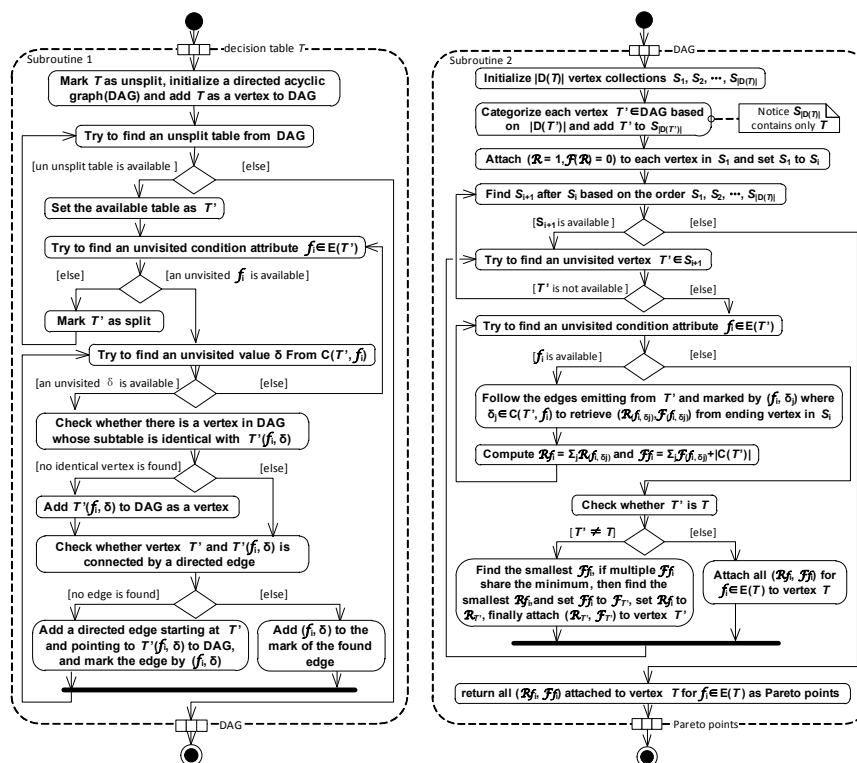 decision table T
Subroutine 1
Mark T as unsplit, initialize a directed acyclic
graph(DAG) and add T as a vertex to DAG
Try to find an unsplit table from DAG
[un unsplit table is available ]
[else]
Set the available table as T'
Try to find an unvisited condition attribute fᵢ∈E(T')
[else]
[an unvisited fᵢ is available]
Mark T' as split
Try to find an unvisited value δ From C(T', fᵢ)
[an unvisited δ is available]
[else]
Check whether there is a vertex in DAG
whose subtable is identical with T'(fᵢ, δ)
[no identical vertex is found]
[else]
Add T'(fᵢ, δ) to DAG as a vertex
Check whether vertex T' and T'(fᵢ, δ) is
connected by a directed edge
[no edge is found]
[else]
Add a directed edge starting at T'
and pointing to T'(fᵢ, δ) to DAG,
and mark the edge by (fᵢ, δ)
Add (fᵢ, δ) to the
mark of the found
edge
DAG
DAG
Subroutine 2
Initialize |D(T)| vertex collections S₁, S₂, ···, S|D(T)|
Categorize each vertex T'∈DAG based
on |D(T')| and add T' to S|D(T')|
Notice S|D(T)|
contains only T
Attach (ℛ = 1, ℱ(ℛ) = 0) to each vertex in S₁ and set S₁ to Sᵢ
Find Sᵢ₊₁ after Sᵢ based on the order S₁, S₂, ···, S|D(T)|
[Sᵢ₊₁ is available]
[else]
Try to find an unvisited vertex T'∈Sᵢ₊₁
[T' is not available]
[else]
Try to find an unvisited condition attribute fᵢ∈E(T')
[fᵢ is available]
[else]
Follow the edges emitting from T' and marked by (fᵢ, δⱼ) where
δⱼ∈C(T', fᵢ) to retrieve (ℛ(fᵢ, δⱼ),ℱ(fᵢ, δⱼ)) from ending vertex in Sᵢ
Compute ℛfᵢ = Σⱼℛ(fᵢ, δⱼ) and ℱfᵢ = Σⱼℱ(fᵢ, δⱼ)+|C(T')|
Check whether T' is T
[T' ≠ T]
[else]
Find the smallest ℱfᵢ, if multiple ℱfᵢ
share the minimum, then find the
smallest ℛfᵢ,and set ℱfᵢ to ℱT', set ℛfᵢ to
ℛT', finally attach (ℛT', ℱT') to vertex T'
Attach all (ℛfᵢ, ℱfᵢ) for
fᵢ∈E(T) to vertex T
return all (ℛfᵢ, ℱfᵢ) attached to vertex T for fᵢ∈E(T) as Pareto points
Pareto points